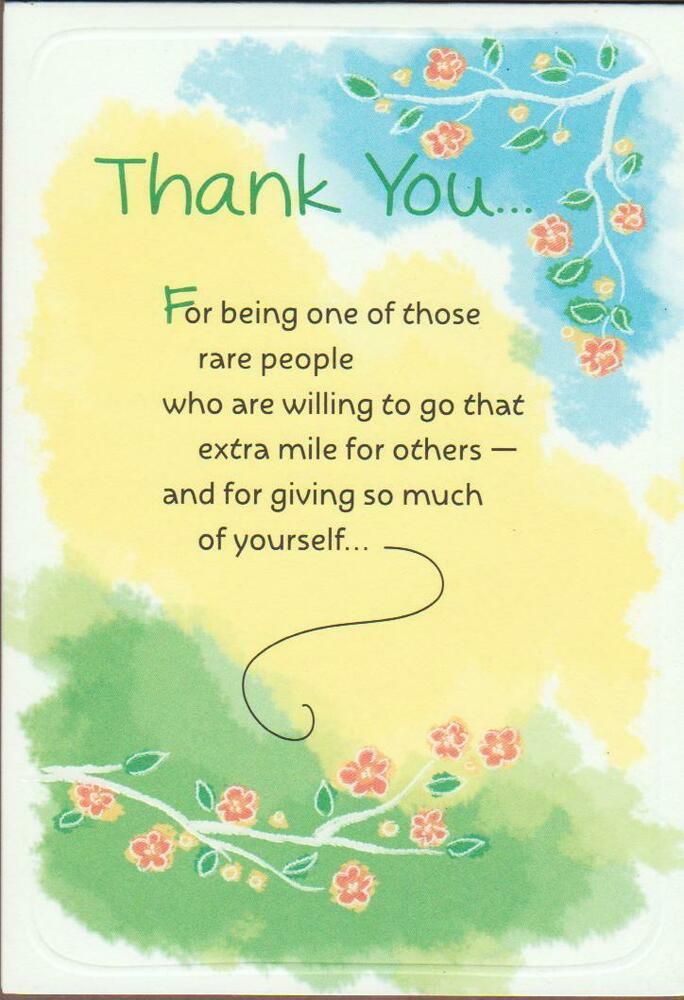 Thank You...
For being one of those
rare people
who are willing to go that
extra mile for others —
and for giving so much
of yourself...